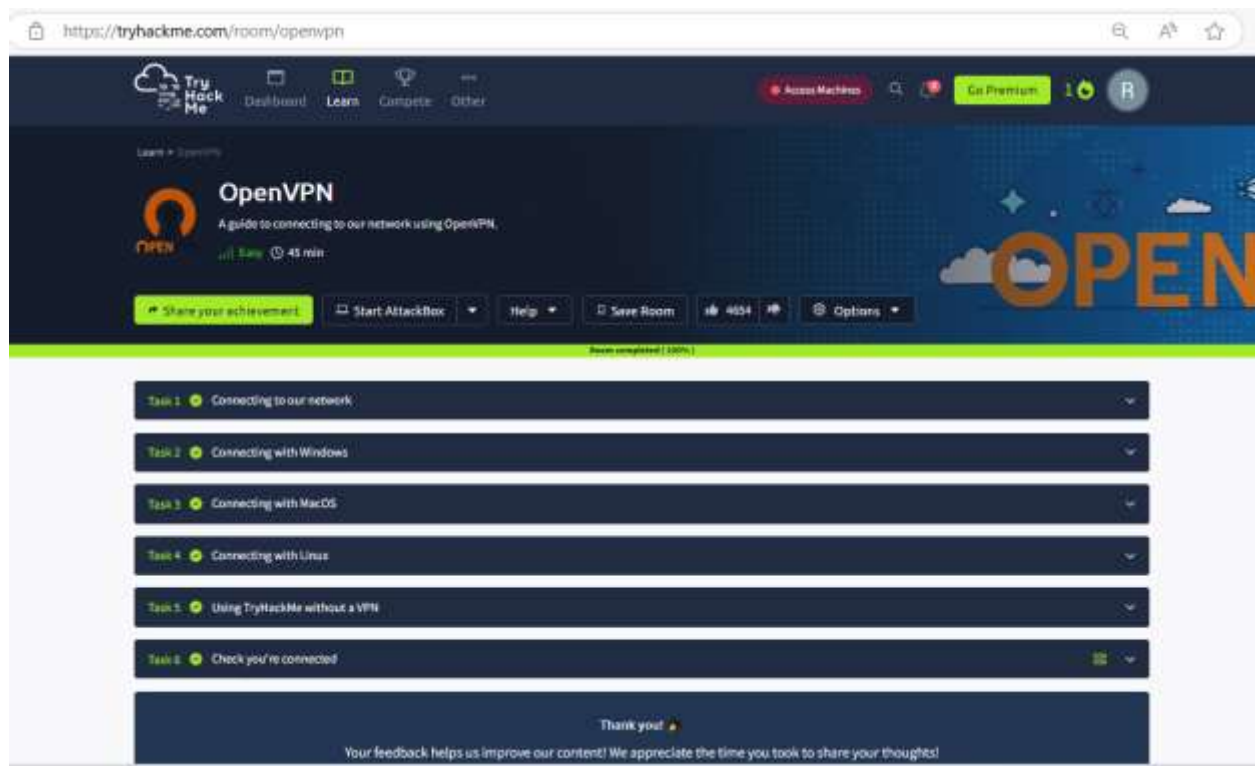 https://tryhackme.com/room/openvpn
Try
Hack
Me
Dashboard Learn Compete Other
Access Machines
Go Premium 1 R
Learn > OpenVPN
OpenVPN
A guide to connecting to our network using OpenVPN.
OPEN
Easy 45 min
OPEN
Share your achievement Start AttackBox Help Save Room 4654 Options
Room completed ( 100% )
Task 1 Connecting to our network
Task 2 Connecting with Windows
Task 3 Connecting with MacOS
Task 4 Connecting with Linux
Task 5 Using TryHackMe without a VPN
Task 6 Check you're connected
Thank you!
Your feedback helps us improve our content! We appreciate the time you took to share your thoughts!